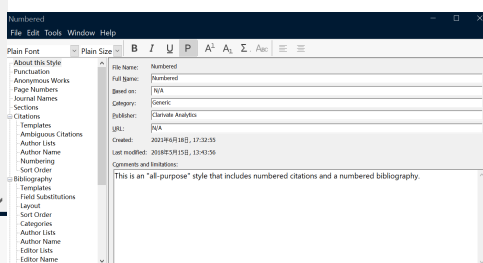 Numbered
File Edit Tools Window Help
Plain Font Plain Size B I U P A¹ A₁ Σ Abc
About this Style
Punctuation
Anonymous Works
Page Numbers
Journal Names
Sections
Citations
Templates
Ambiguous Citations
Author Lists
Author Name
Numbering
Sort Order
Bibliography
Templates
Field Substitutions
Layout
Sort Order
Categories
Author Lists
Author Name
Editor Lists
Editor Name
File Name: Numbered
Full Name: Numbered
Based on: N/A
Category: Generic
Publisher: Clarivate Analytics
URL: N/A
Created: 2021年6月18日, 17:32:55
Last modified: 2018年5月15日, 13:43:56
Comments and limitations:
This is an "all-purpose" style that includes numbered citations and a numbered bibliography.